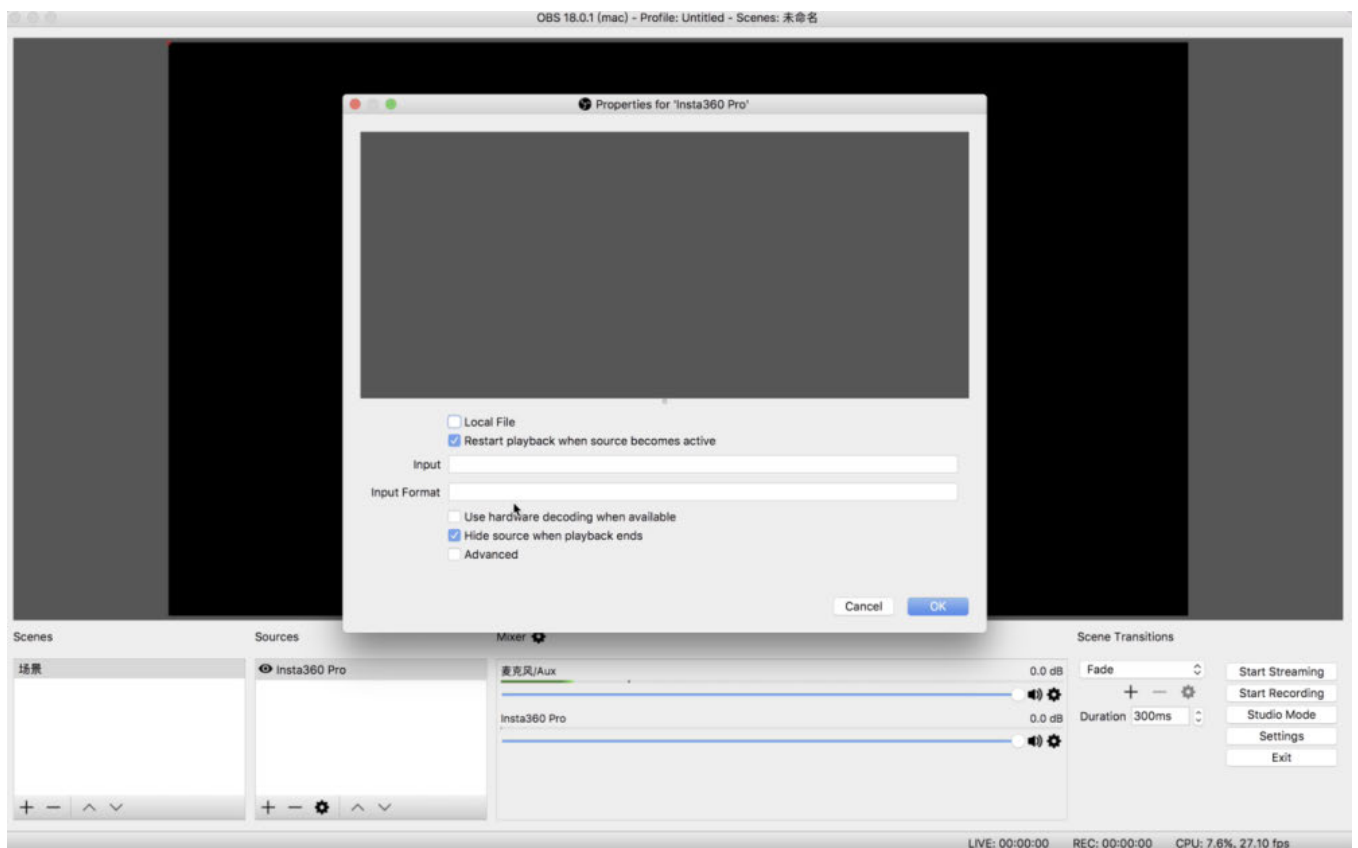 OBS 18.0.1 (mac) - Profile: Untitled - Scenes: 未命名
Properties for 'Insta360 Pro'
Local File
Restart playback when source becomes active
Input
Input Format
Use hardware decoding when available
Hide source when playback ends
Advanced
Cancel OK
Scenes Sources Mixer Scene Transitions
场景 Insta360 Pro 麦克风/Aux 0.0 dB Fade Start Streaming
Start Recording
Insta360 Pro 0.0 dB Duration 300ms Studio Mode
Settings
Exit
LIVE: 00:00:00 REC: 00:00:00 CPU: 7.6%, 27.10 fps